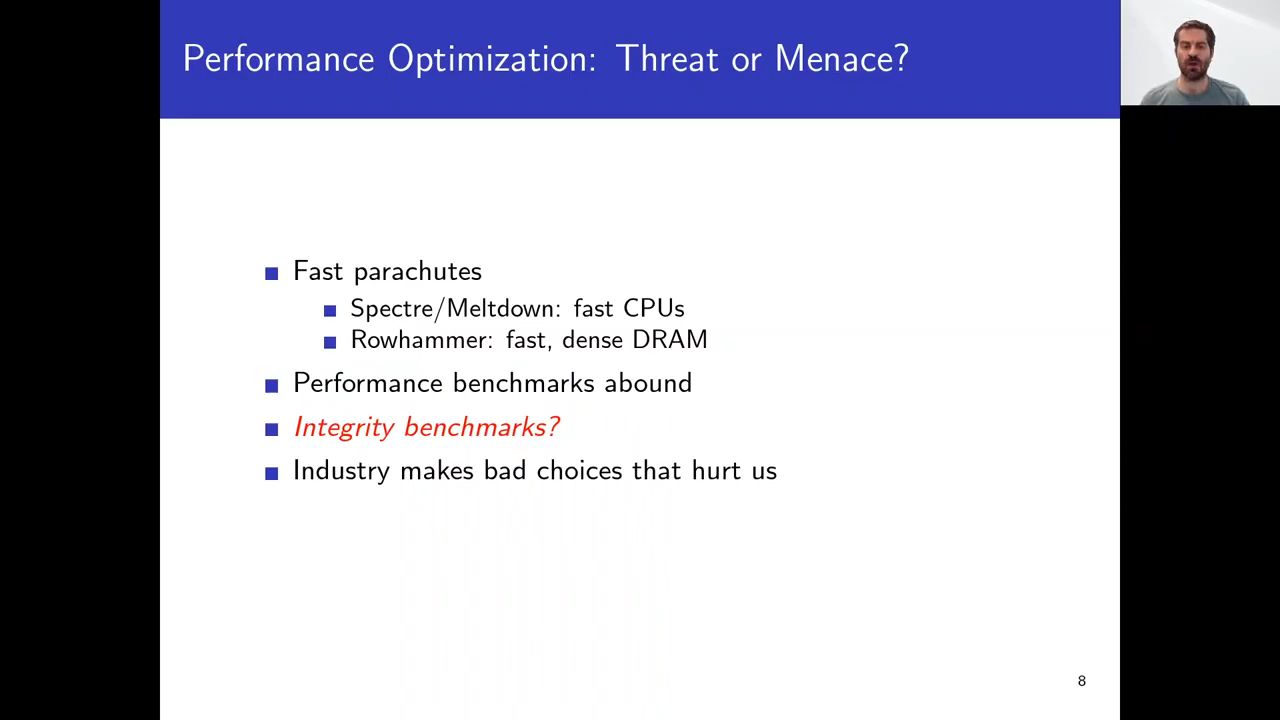 Performance Optimization: Threat or Menace?
Fast parachutes
Spectre/Meltdown: fast CPUs
Rowhammer: fast, dense DRAM
Performance benchmarks abound
Integrity benchmarks?
Industry makes bad choices that hurt us
8